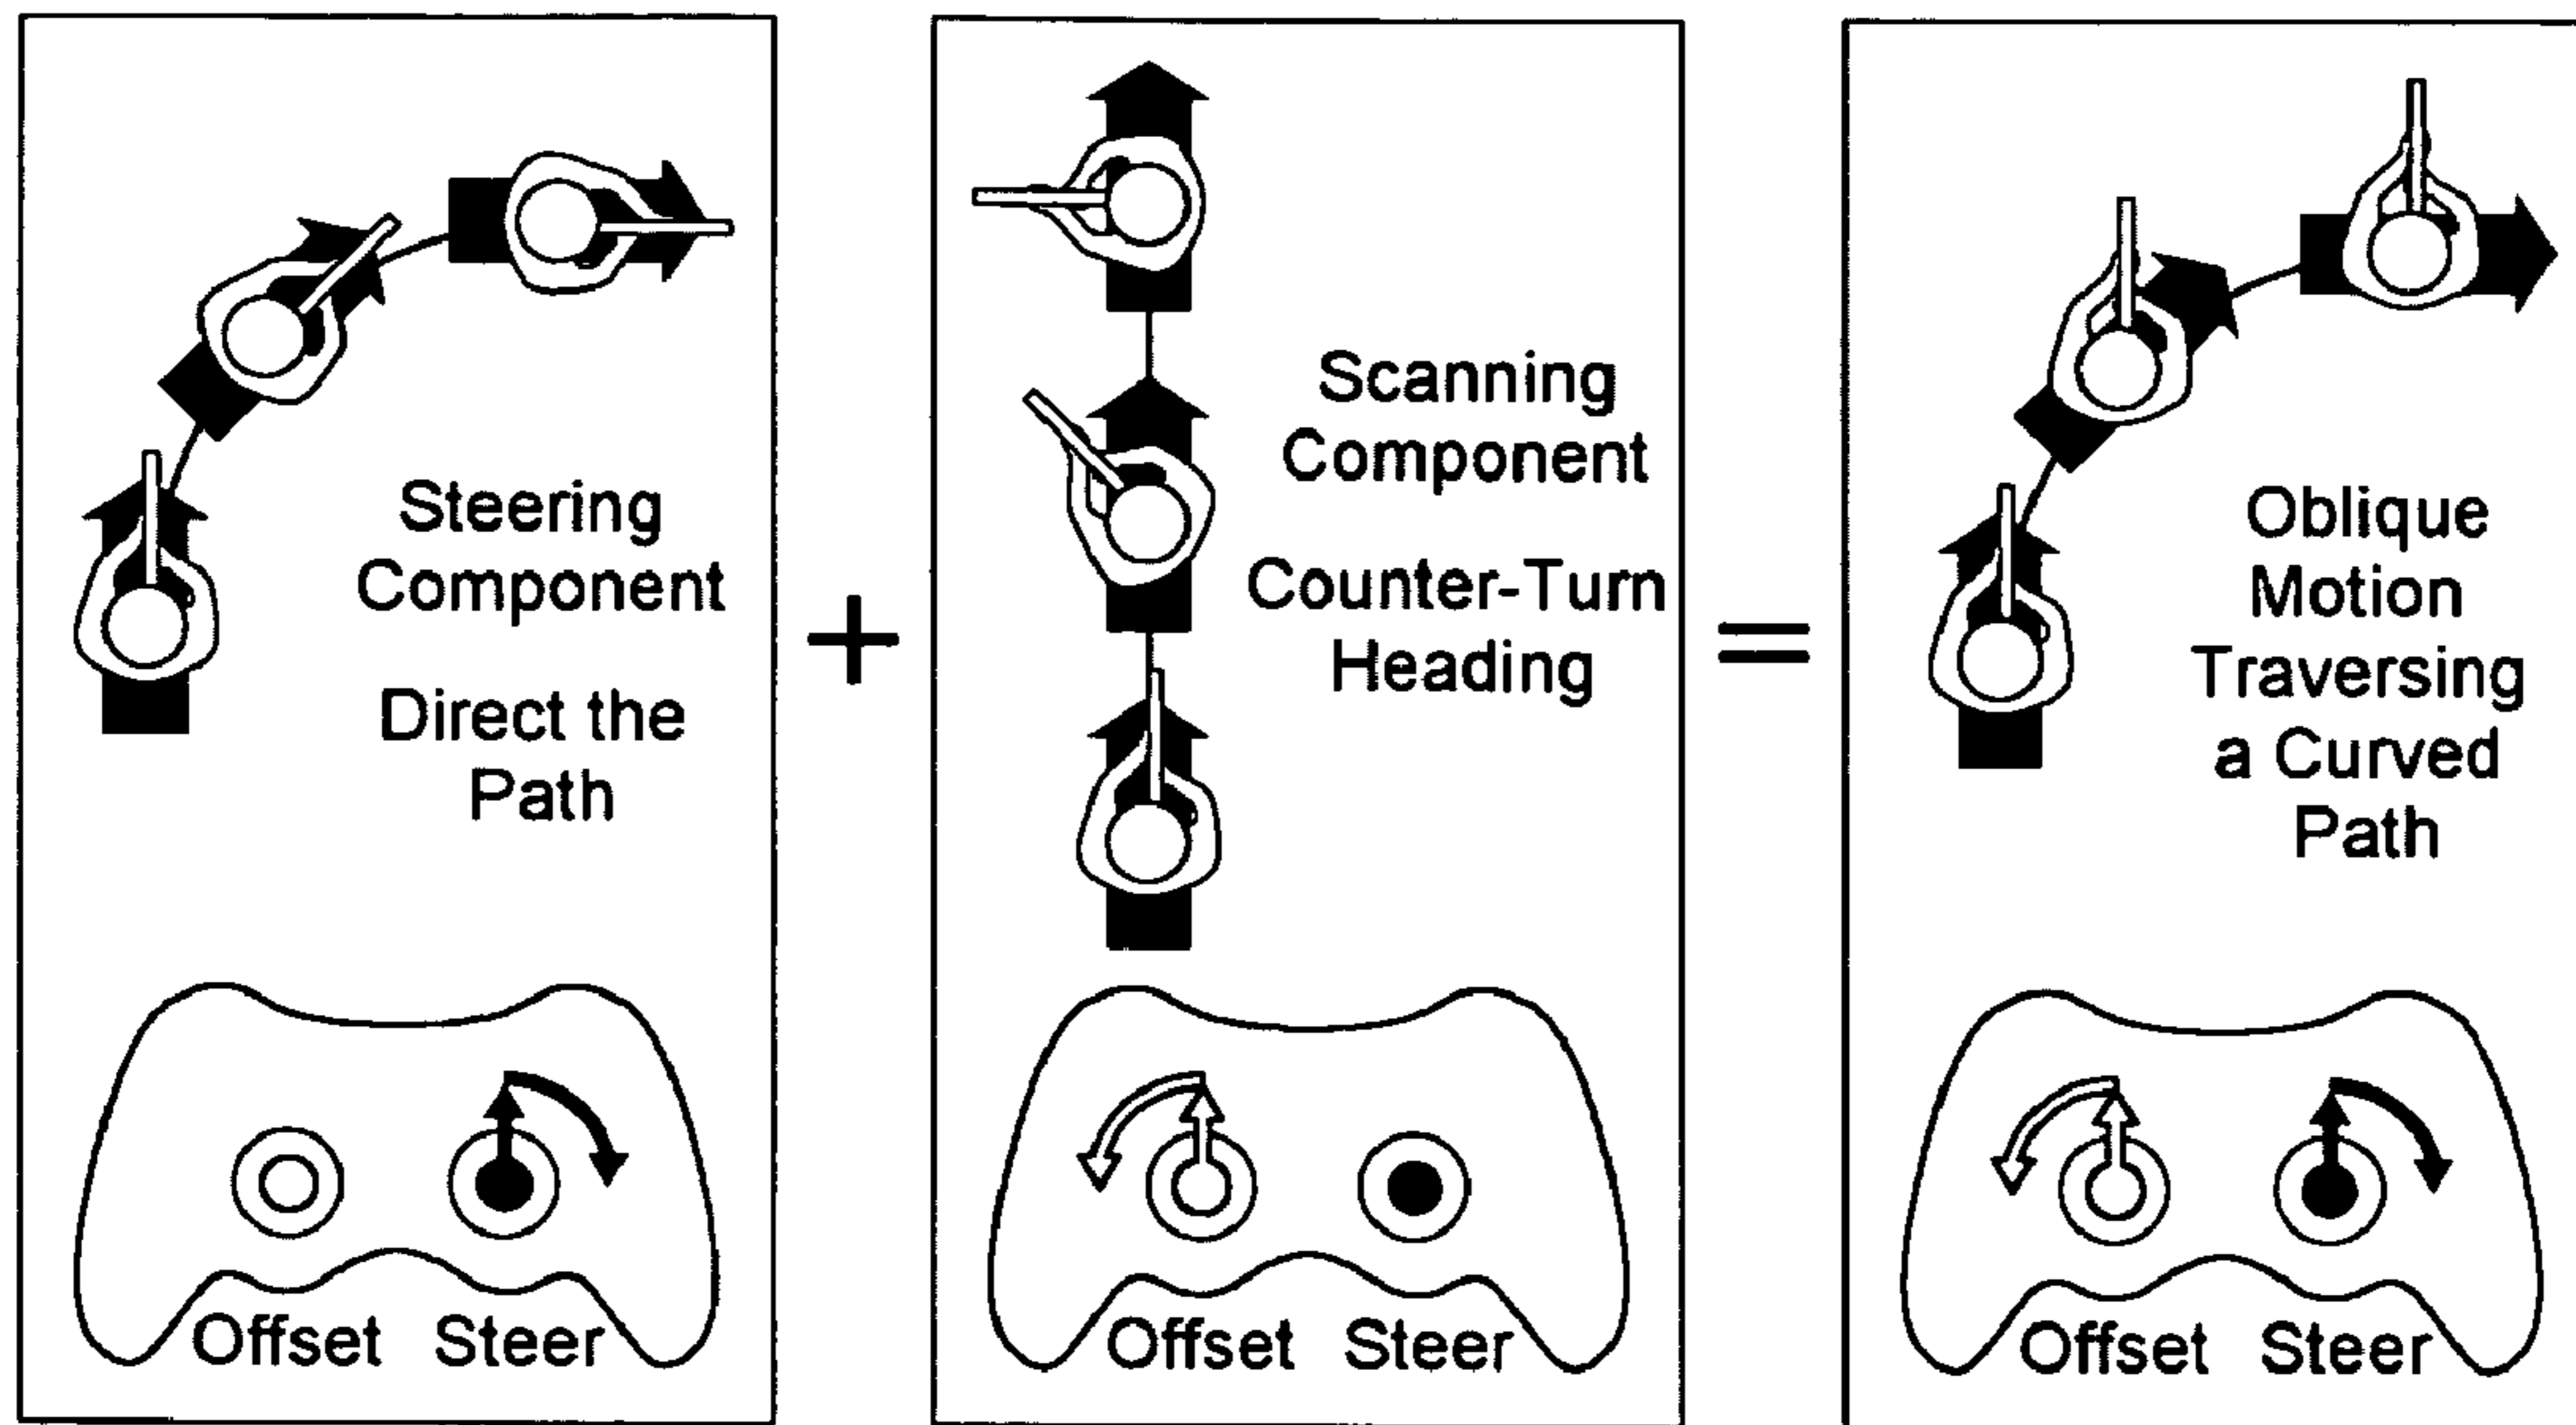 Steering
Component
Direct the
Path
Offset Steer
+
Scanning
Component
Counter-Turn
Heading
Offset Steer
=
Oblique
Motion
Traversing
a Curved
Path
Offset Steer